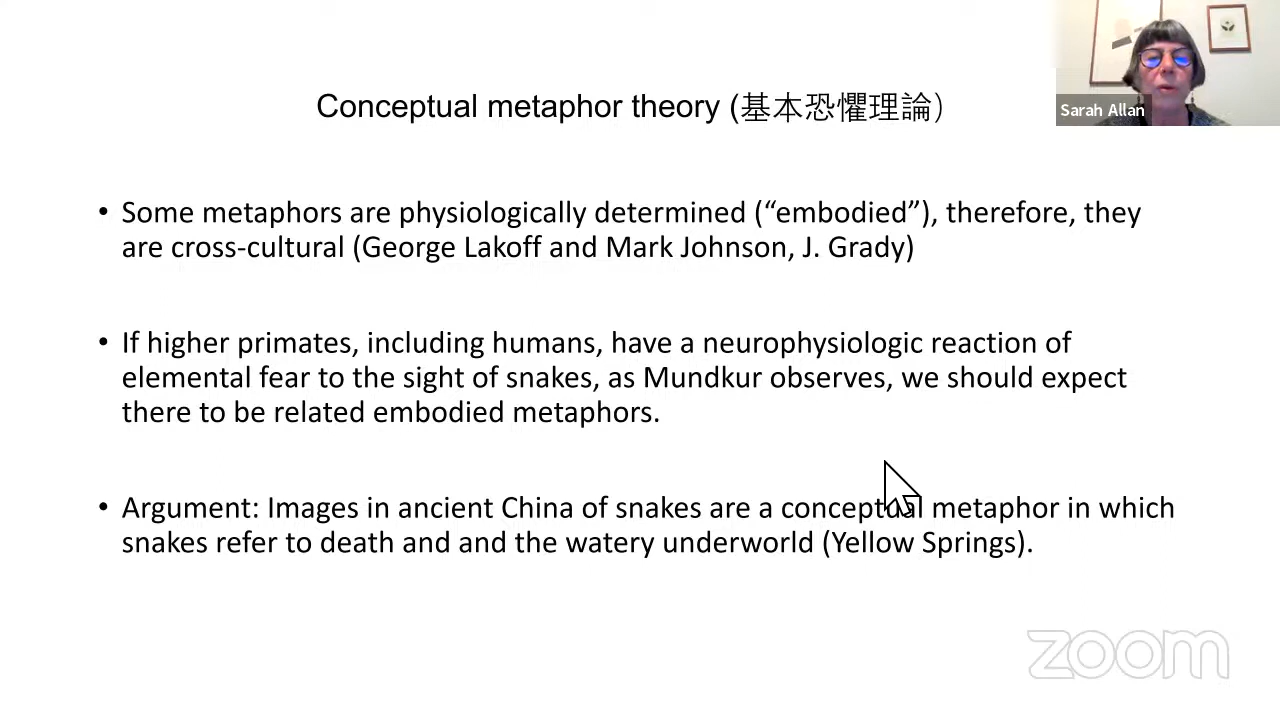 Conceptual metaphor theory (基本恐懼理論)
Sarah Allan
• Some metaphors are physiologically determined (“embodied”), therefore, they
are cross-cultural (George Lakoff and Mark Johnson, J. Grady)
• If higher primates, including humans, have a neurophysiologic reaction of
elemental fear to the sight of snakes, as Mundkur observes, we should expect
there to be related embodied metaphors.
• Argument: Images in ancient China of snakes are a conceptual metaphor in which
snakes refer to death and and the watery underworld (Yellow Springs).
zoom